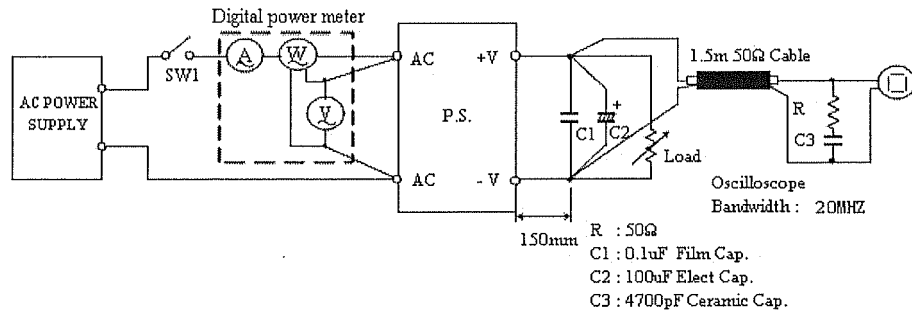 Digital power meter
SW1
A
W
V
AC POWER
SUPPLY
AC
AC
P.S.
+V
- V
C1
+
C2
Load
1.5m 50Ω Cable
R
C3
Oscilloscope
Bandwidth : 20MHZ
150mm
R : 50Ω
C1 : 0.1uF Film Cap.
C2 : 100uF Elect Cap.
C3 : 4700pF Ceramic Cap.